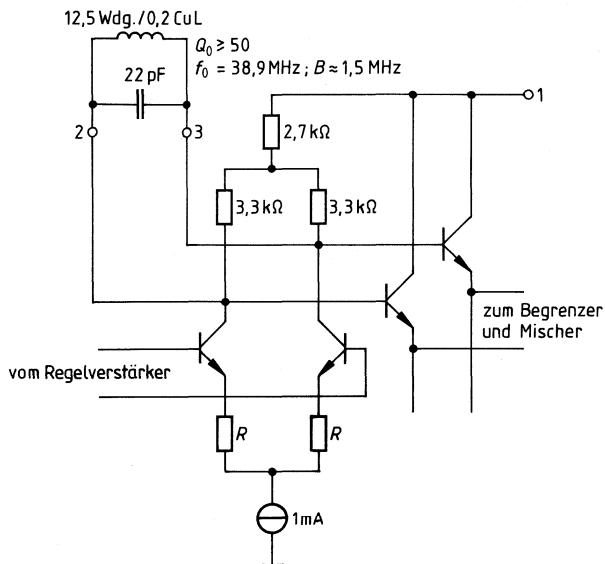 12,5 Wdg./0,2 CuL
Q₀ ≥ 50
f₀ = 38,9 MHz ; B ≈ 1,5 MHz
22 pF
2
3
1
2,7 kΩ
3,3 kΩ
3,3 kΩ
zum Begrenzer
und Mischer
vom Regelverstärker
R
R
1mA